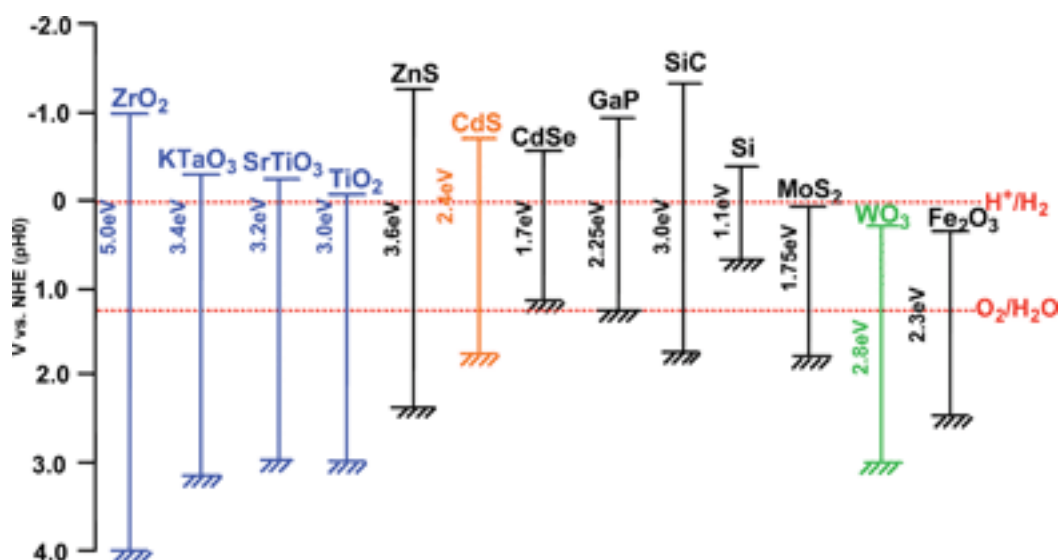 V vs. NHE (pH0)
-2.0
-1.0
0
1.0
2.0
3.0
4.0
ZrO₂
5.0eV
KTaO₃
3.4eV
SrTiO₃
3.2eV
TiO₂
3.0eV
ZnS
3.6eV
CdS
2.4eV
CdSe
1.7eV
GaP
2.25eV
SiC
3.0eV
Si
1.1eV
MoS₂
1.75eV
WO₃
2.8eV
Fe₂O₃
2.3eV
H⁺/H₂
O₂/H₂O